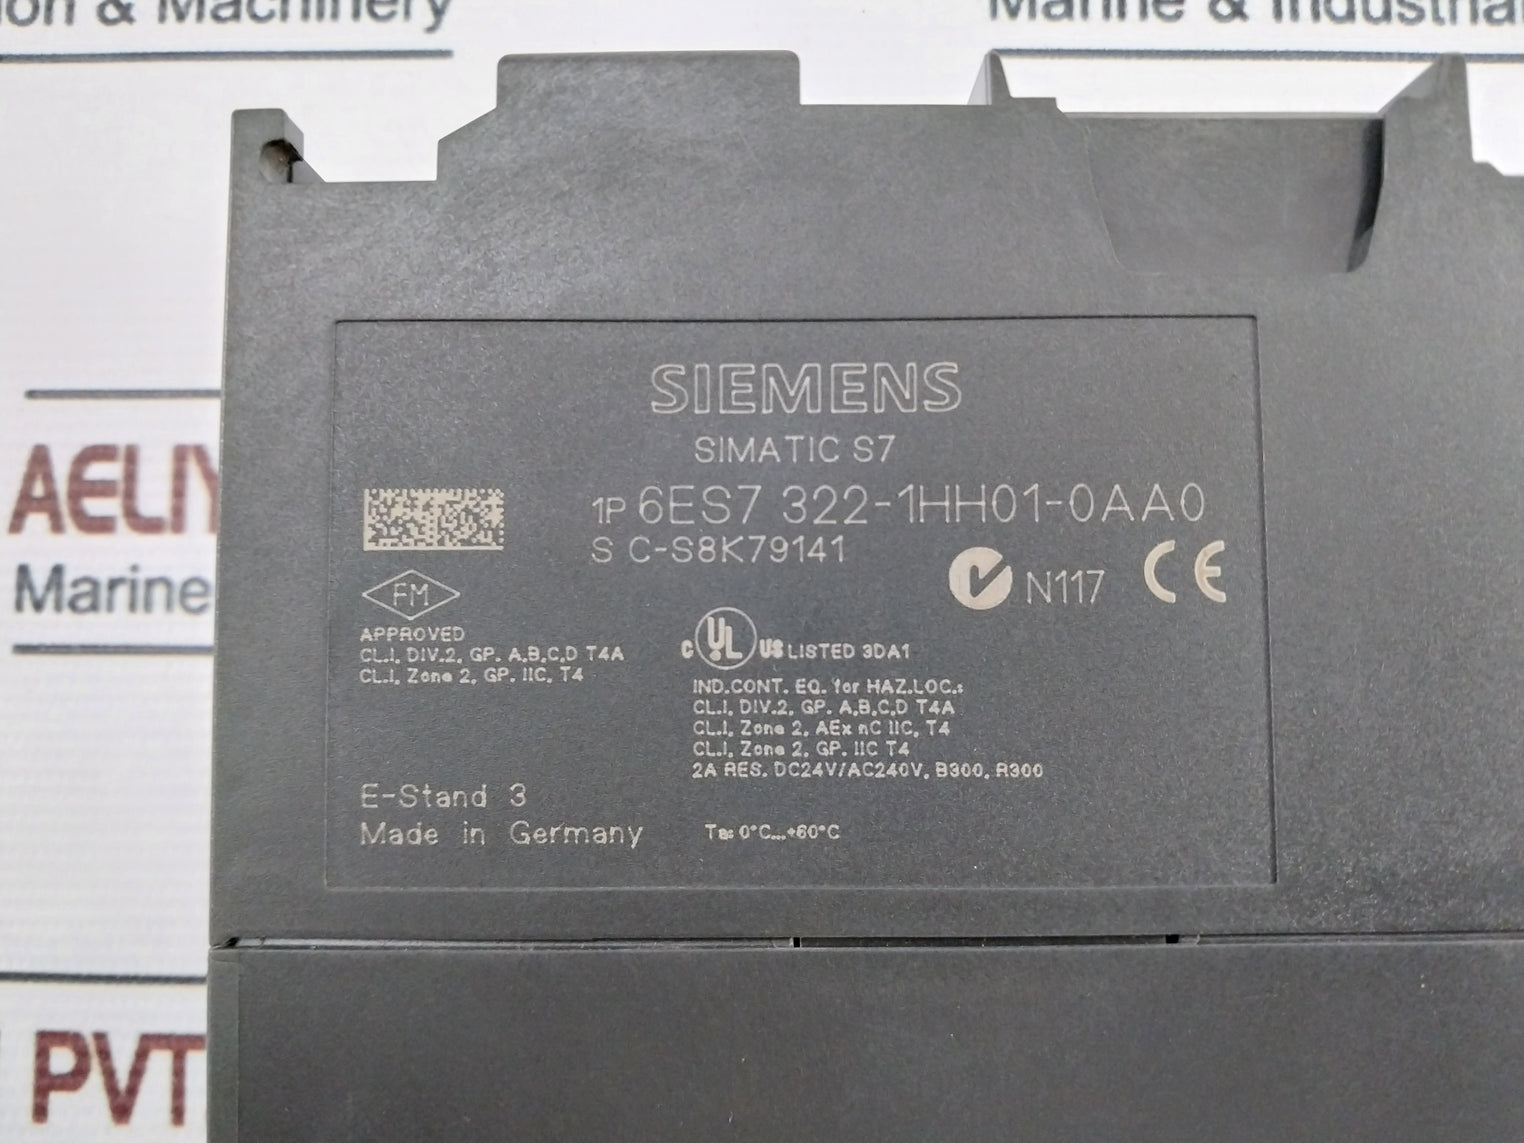 & Machinery
Marine & Industrial
SIEMENS
SIMATIC S7
1P 6ES7 322-1HH01-0AA0
S C-S8K79141
N117 CE
FM
APPROVED
CL.I, DIV.2, GP. A,B,C,D T4A
CL.I, Zone 2, GP. IIC, T4
c UL US LISTED 3DA1
IND.CONT. EQ. for HAZ.LOC.:
CL.I, DIV.2, GP. A,B,C,D T4A
CL.I, Zone 2, AEx nC IIC, T4
CL.I, Zone 2, GP. IIC T4
2A RES. DC24V/AC240V, B300, R300
E-Stand 3
Made in Germany
Ta: 0°C...+60°C
AELIY
Marine
PVT